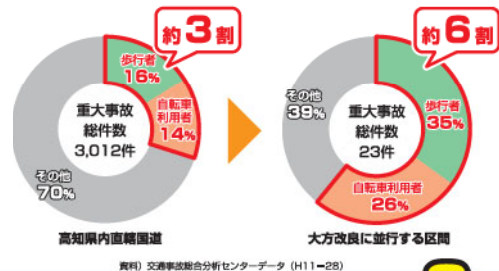 約3割
歩行者
16%
自転車
利用者
14%
その他
70%
重大事故
総件数
3,012件
高知県内直轄国道
約6割
歩行者
35%
自転車利用者
26%
その他
39%
重大事故
総件数
23件
大方改良に並行する区間
資料）交通事故総合分析センターデータ（H11－28）